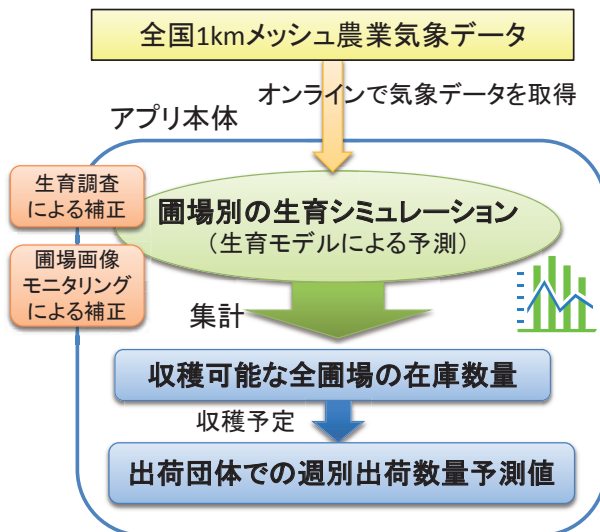 全国1kmメッシュ農業気象データ
オンラインで気象データを取得
アプリ本体
生育調査
による補正
圃場別の生育シミュレーション
（生育モデルによる予測）
圃場画像
モニタリング
による補正
集計
収穫可能な全圃場の在庫数量
収穫予定
出荷団体での週別出荷数量予測値